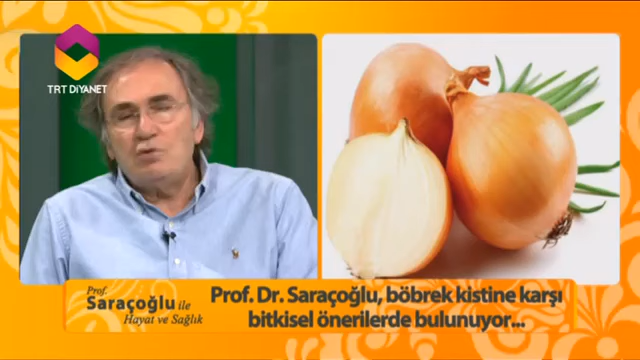 TRT DİYANET
Prof.
Saraçoğlu ile
Hayat ve Sağlık
Prof. Dr. Saraçoğlu, böbrek kistine karşı
bitkisel önerilerde bulunuyor...